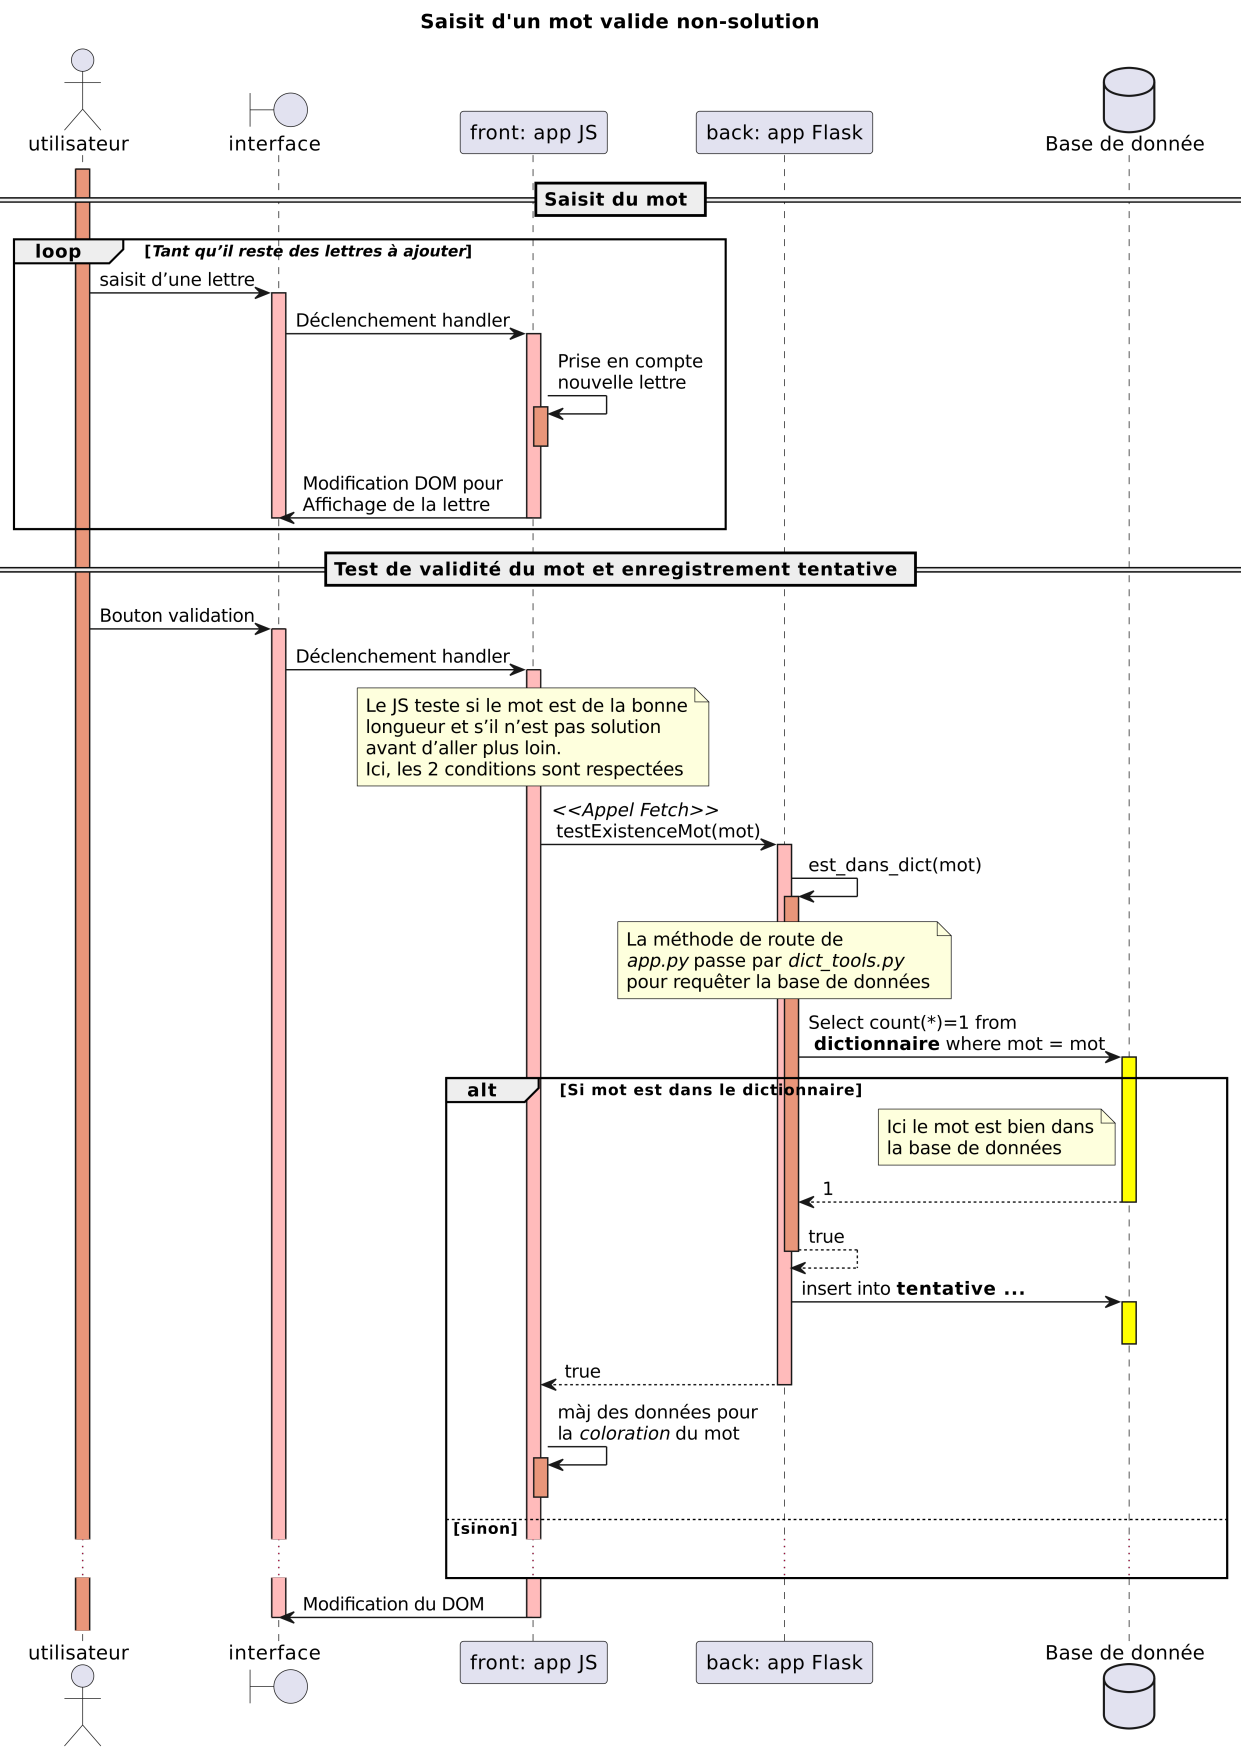 Saisit d'un mot valide non-solution
utilisateur
interface
front: app JS
back: app Flask
Base de donnée
Saisit du mot
loop
[Tant qu’il reste des lettres à ajouter]
saisit d’une lettre
Déclenchement handler
Prise en compte
nouvelle lettre
Modification DOM pour
Affichage de la lettre
Test de validité du mot et enregistrement tentative
Bouton validation
Déclenchement handler
Le JS teste si le mot est de la bonne
longueur et s’il n’est pas solution
avant d’aller plus loin.
Ici, les 2 conditions sont respectées
<<Appel Fetch>>
testExistenceMot(mot)
est_dans_dict(mot)
La méthode de route de
app.py passe par dict_tools.py
pour requêter la base de données
Select count(*)=1 from
dictionnaire where mot = mot
alt
[Si mot est dans le dictionnaire]
Ici le mot est bien dans
la base de données
1
true
insert into tentative ...
true
màj des données pour
la coloration du mot
[sinon]
Modification du DOM
utilisateur
interface
front: app JS
back: app Flask
Base de donnée